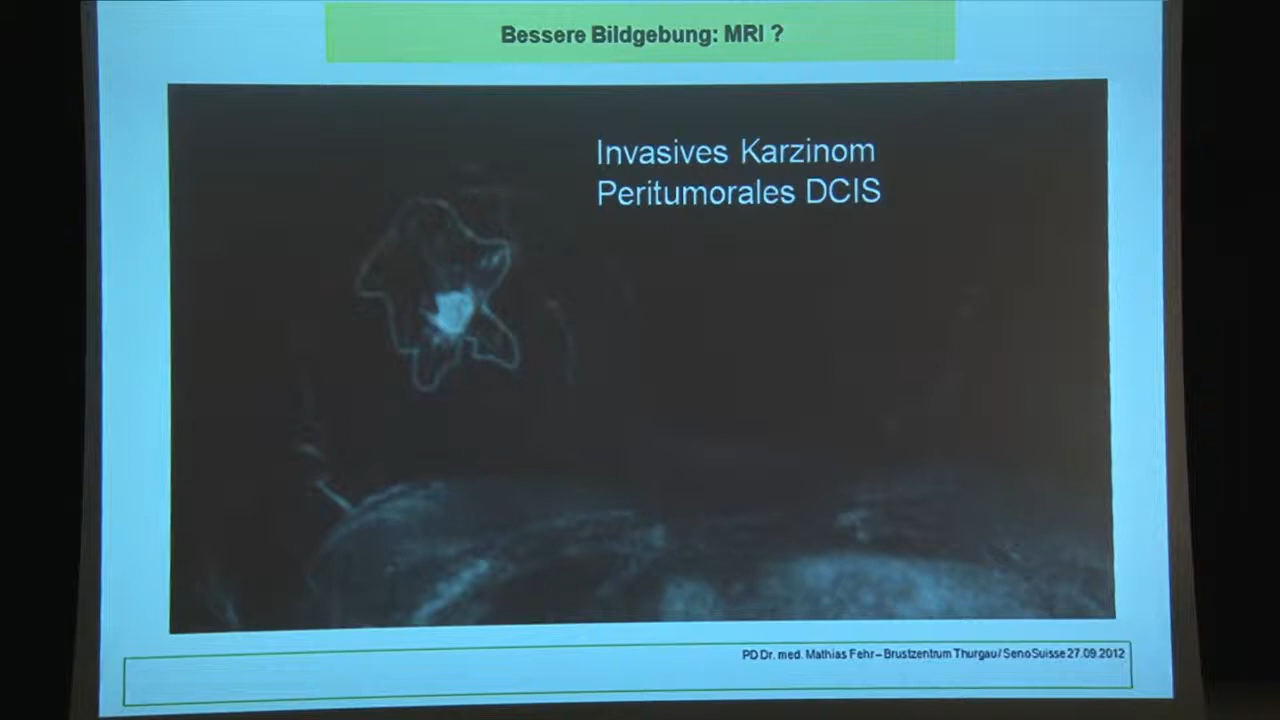 Bessere Bildgebung: MRI ?
Invasives Karzinom
Peritumorales DCIS
PD Dr. med. Mathias Fehr – Brustzentrum Thurgau / SenoSuisse 27.09.2012